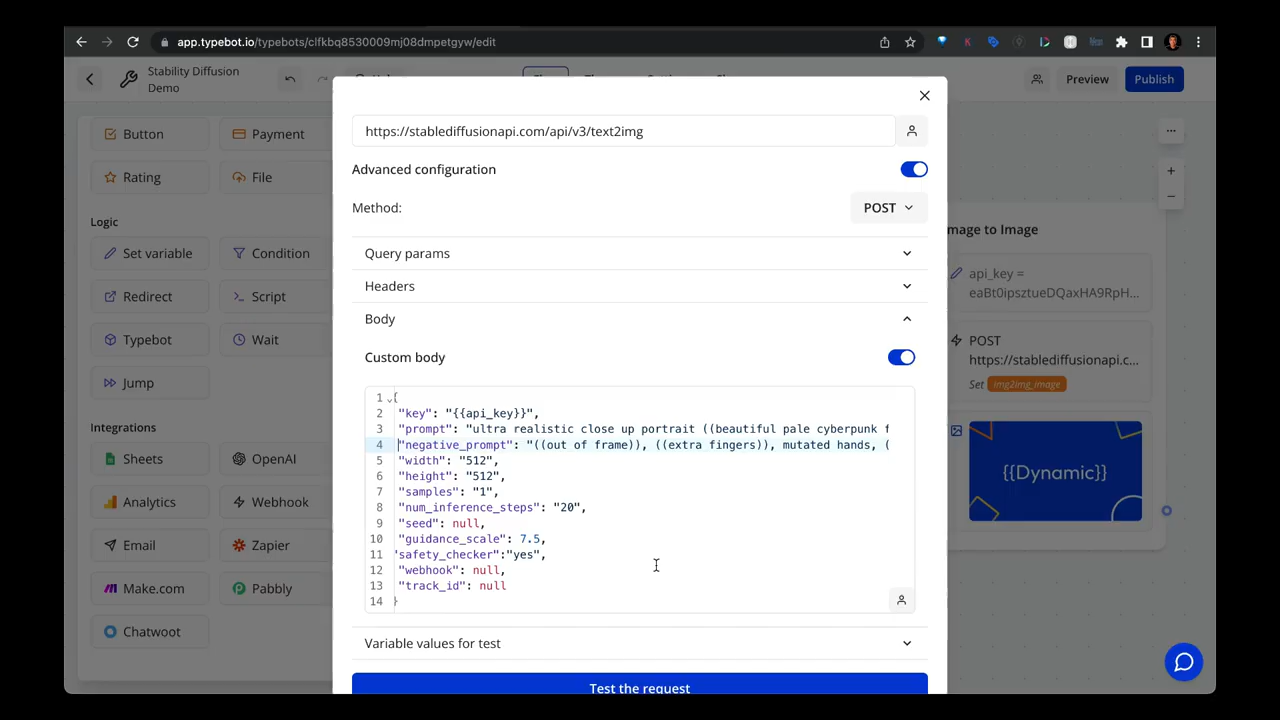 app.typebot.io/typebots/clfkbq8530009mj08dmpetgyw/edit
Stability Diffusion
Demo
Preview
Publish
Button
Payment
Rating
File
Logic
Set variable
Condition
Redirect
Script
Typebot
Wait
Jump
Integrations
Sheets
OpenAI
Analytics
Webhook
Email
Zapier
Make.com
Pabbly
Chatwoot
https://stablediffusionapi.com/api/v3/text2img
Advanced configuration
Method:
POST
Query params
Headers
Body
Custom body
1 {
2 "key": "{{api_key}}",
3 "prompt": "ultra realistic close up portrait ((beautiful pale cyberpunk f
4 "negative_prompt": "((out of frame)), ((extra fingers)), mutated hands, (
5 "width": "512",
6 "height": "512",
7 "samples": "1",
8 "num_inference_steps": "20",
9 "seed": null,
10 "guidance_scale": 7.5,
11 "safety_checker":"yes",
12 "webhook": null,
13 "track_id": null
14 }
Variable values for test
Test the request
mage to Image
api_key =
eaBt0ipsztueDQaxHA9RpH...
POST
https://stablediffusionapi.c...
Set img2img_image
{{Dynamic}}